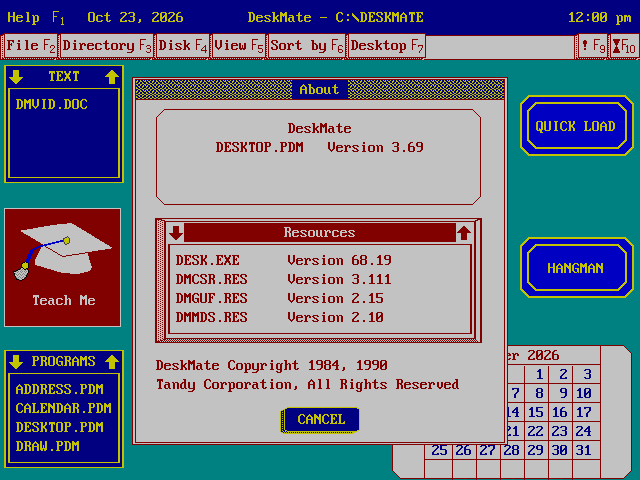 Help F1 Oct 23, 2026 DeskMate - C:\DESKMATE 12:00 pm
File F2 Directory F3 Disk F4 View F5 Sort by F6 Desktop F7 ! F9 F10
TEXT
DMVID.DOC
Teach Me
PROGRAMS
ADDRESS.PDM
CALENDAR.PDM
DESKTOP.PDM
DRAW.PDM
About
DeskMate
DESKTOP.PDM Version 3.69
Resources
DESK.EXE Version 68.19
DMCSR.RES Version 3.111
DMGUF.RES Version 2.15
DMMDS.RES Version 2.10
DeskMate Copyright 1984, 1990
Tandy Corporation, All Rights Reserved
CANCEL
QUICK LOAD
HANGMAN
er 2026
1 2 3
7 8 9 10
14 15 16 17
21 22 23 24
25 26 27 28 29 30 31